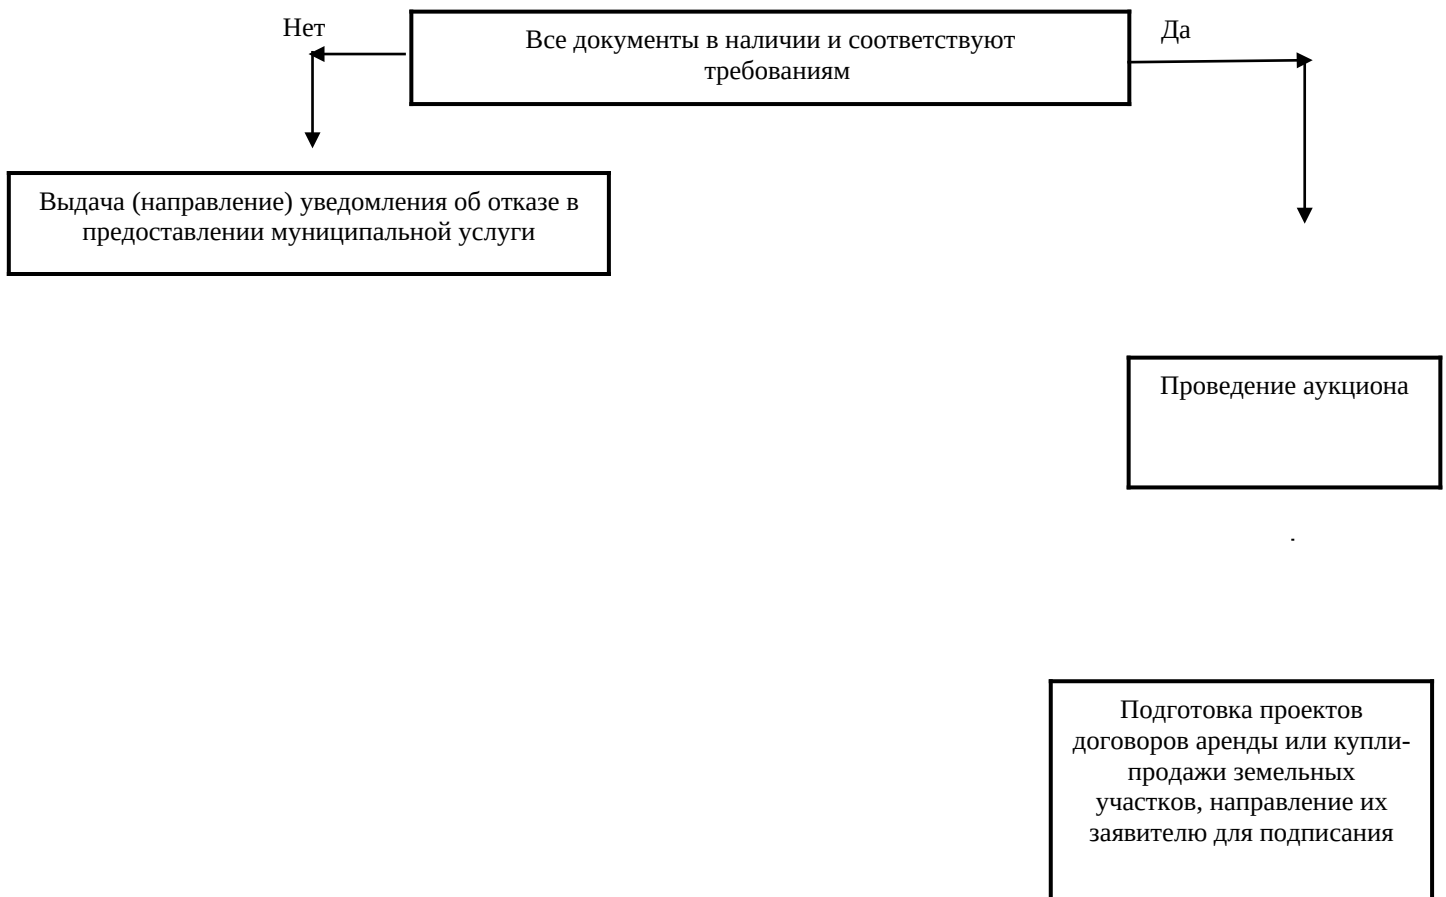 Нет
Все документы в наличии и соответствуют
требованиям
Да
Выдача (направление) уведомления об отказе в
предоставлении муниципальной услуги
Проведение аукциона
.
Подготовка проектов
договоров аренды или купли-
продажи земельных
участков, направление их
заявителю для подписания